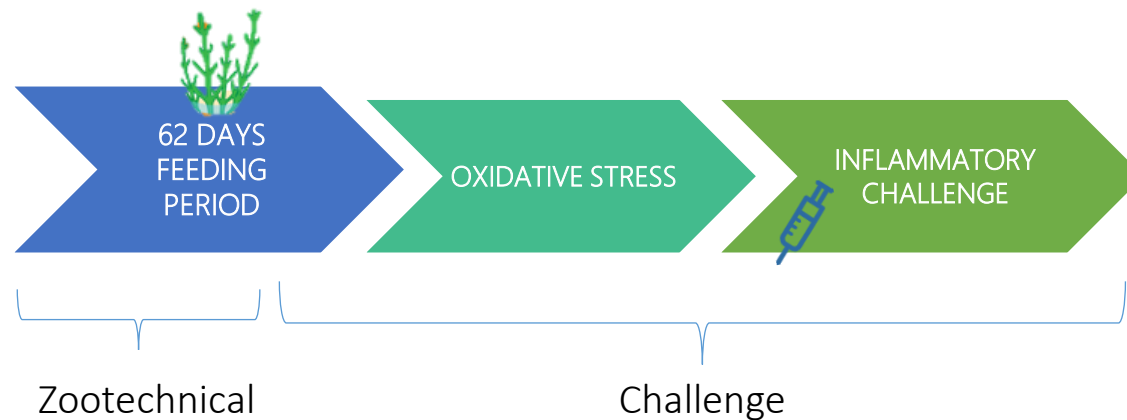 62 DAYS
FEEDING
PERIOD
OXIDATIVE STRESS
INFLAMMATORY
CHALLENGE
Zootechnical
Challenge